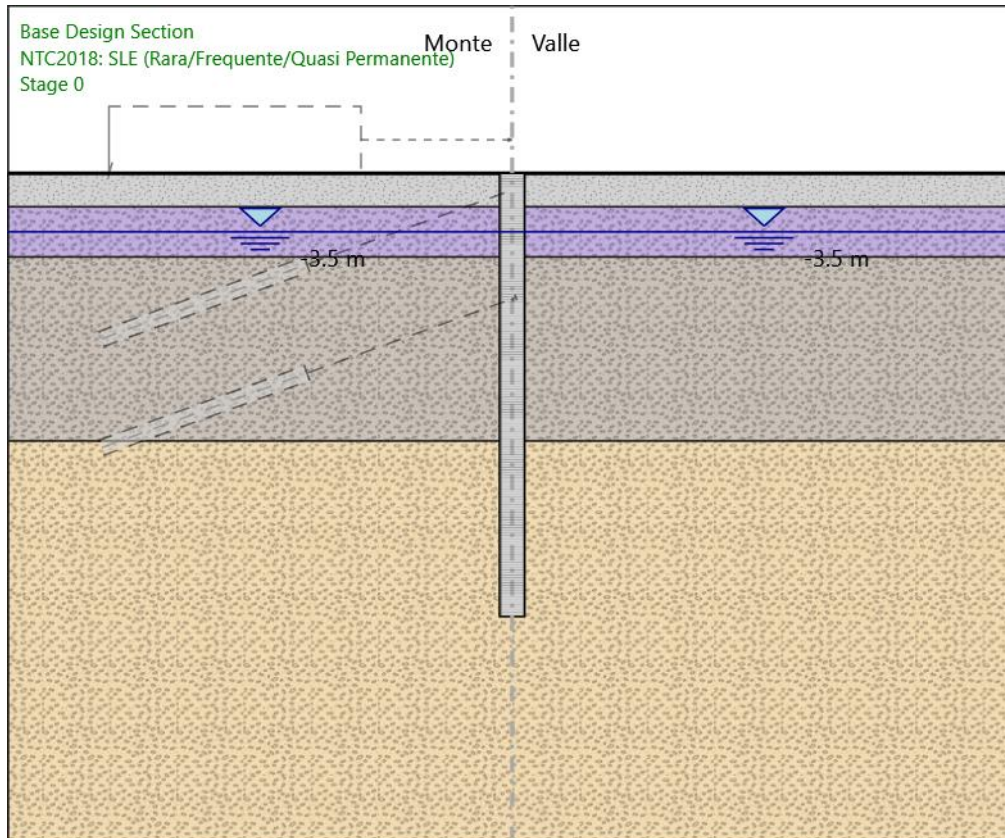 Base Design Section
Monte Valle
NTC2018: SLE (Rara/Frequente/Quasi Permanente)
Stage 0
-3.5 m -3.5 m